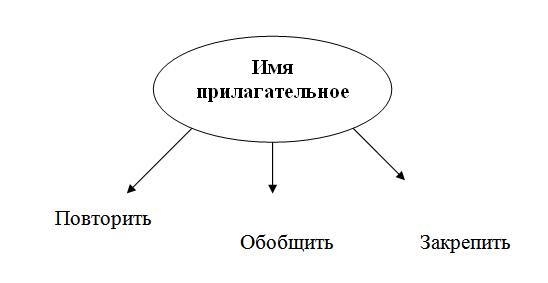 Имя
прилагательное
Повторить
Обобщить
Закрепить